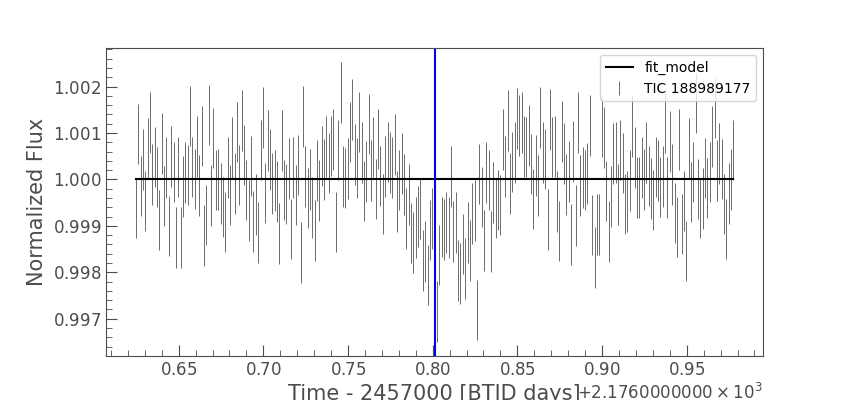 fit_model
TIC 188989177
Normalized Flux
1.002
1.001
1.000
0.999
0.998
0.997
0.65 0.70 0.75 0.80 0.85 0.90 0.95
Time - 2457000 [BTJD days]
+2.1760000000 × 10³